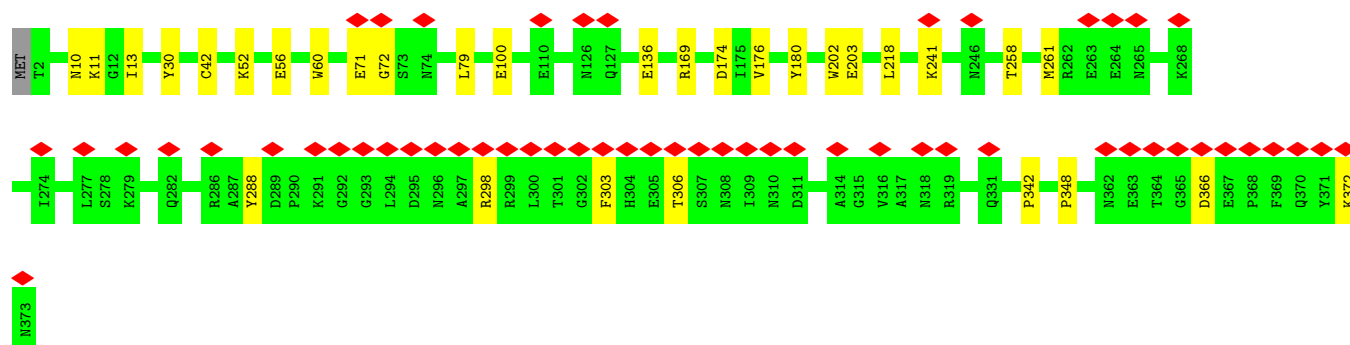 MET T2 N10 K11 G12 I13 Y30 C42 K52 E56 W60 E71 G72 S73 N74 L79 E100 E110 N126 Q127 E136 R169 D174 I175 V176 Y180 W202 E203 L218 K241 N246 T258 M261 R262 E263 E264 N265 K268
I274 L277 S278 K279 Q282 R286 A287 Y288 D289 P290 K291 G292 G293 L294 D295 N296 A297 R298 R299 L300 T301 G302 F303 H304 E305 T306 S307 N308 I309 N310 D311 A314 G315 V316 A317 N318 R319 Q331 P342 P348 N362 E363 T364 G365 D366 E367 P368 F369 Q370 Y371 K372
N373